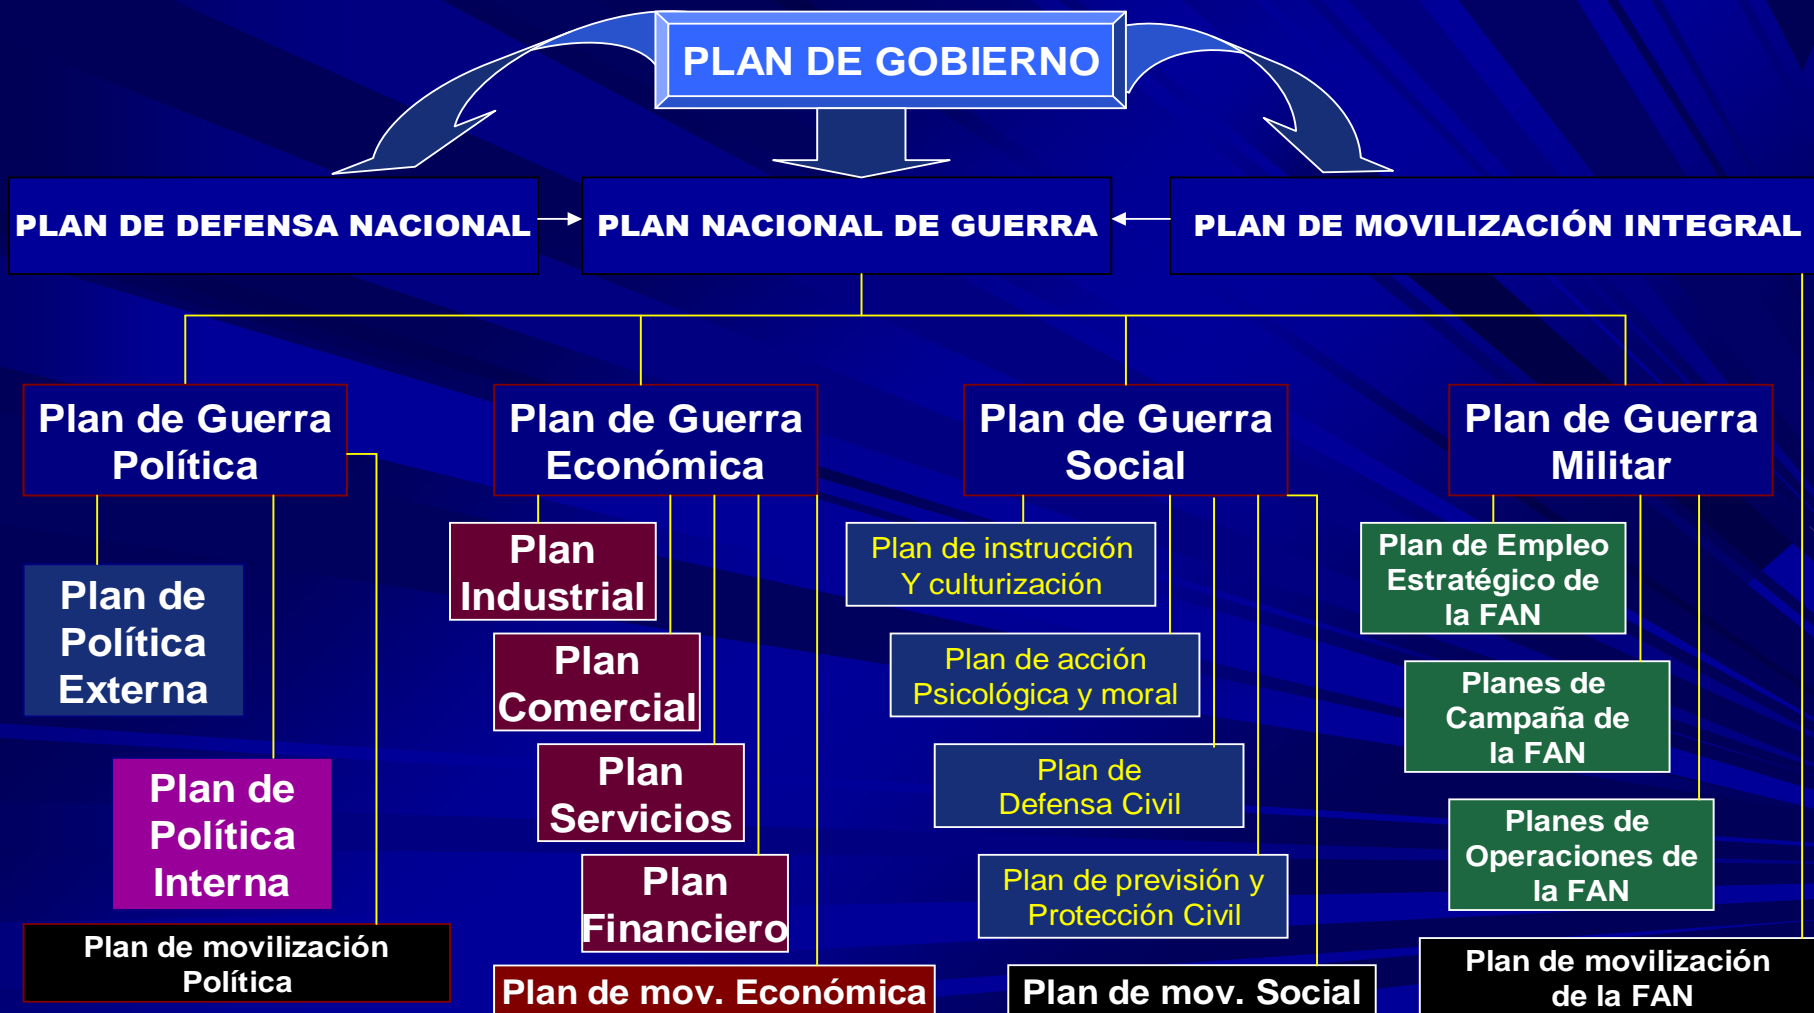 PLAN DE GOBIERNO
PLAN DE DEFENSA NACIONAL
PLAN NACIONAL DE GUERRA
PLAN DE MOVILIZACIÓN INTEGRAL
Plan de Guerra
Política
Plan de Guerra
Económica
Plan de Guerra
Social
Plan de Guerra
Militar
Plan de
Política
Externa
Plan de
Política
Interna
Plan de movilización
Política
Plan
Industrial
Plan
Comercial
Plan
Servicios
Plan
Financiero
Plan de mov. Económica
Plan de instrucción
Y culturización
Plan de acción
Psicológica y moral
Plan de
Defensa Civil
Plan de previsión y
Protección Civil
Plan de mov. Social
Plan de Empleo
Estratégico de
la FAN
Planes de
Campaña de
la FAN
Planes de
Operaciones de
la FAN
Plan de movilización
de la FAN